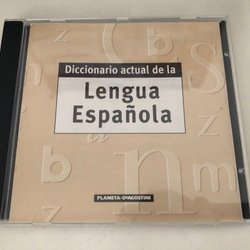 Diccionario actual de la
Lengua
Española
PLANETA-DEAGOSTINI